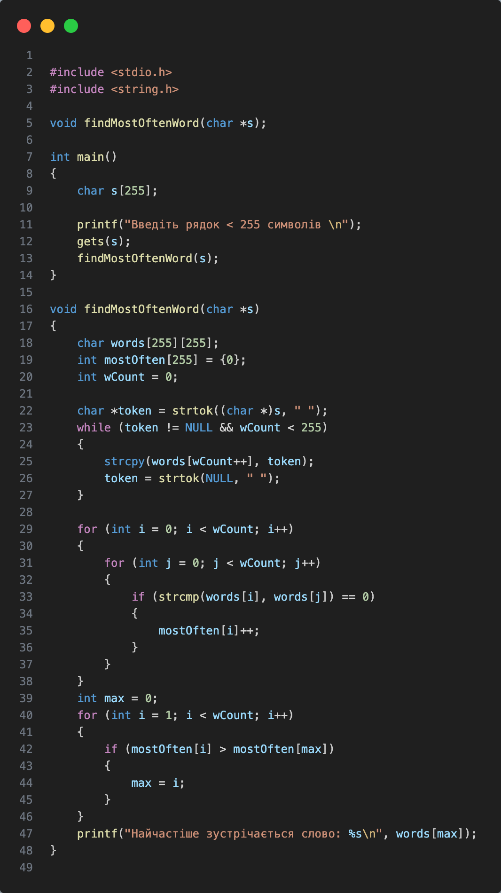 1
2 #include <stdio.h>
3 #include <string.h>
4
5 void findMostOftenWord(char *s);
6
7 int main()
8 {
9     char s[255];
10
11     printf("Введіть рядок < 255 символів \n");
12     gets(s);
13     findMostOftenWord(s);
14 }
15
16 void findMostOftenWord(char *s)
17 {
18     char words[255][255];
19     int mostOften[255] = {0};
20     int wCount = 0;
21
22     char *token = strtok((char *)s, " ");
23     while (token != NULL && wCount < 255)
24     {
25         strcpy(words[wCount++], token);
26         token = strtok(NULL, " ");
27     }
28
29     for (int i = 0; i < wCount; i++)
30     {
31         for (int j = 0; j < wCount; j++)
32         {
33             if (strcmp(words[i], words[j]) == 0)
34             {
35                 mostOften[i]++;
36             }
37         }
38     }
39     int max = 0;
40     for (int i = 1; i < wCount; i++)
41     {
42         if (mostOften[i] > mostOften[max])
43         {
44             max = i;
45         }
46     }
47     printf("Найчастіше зустрічається слово: %s\n", words[max]);
48 }
49